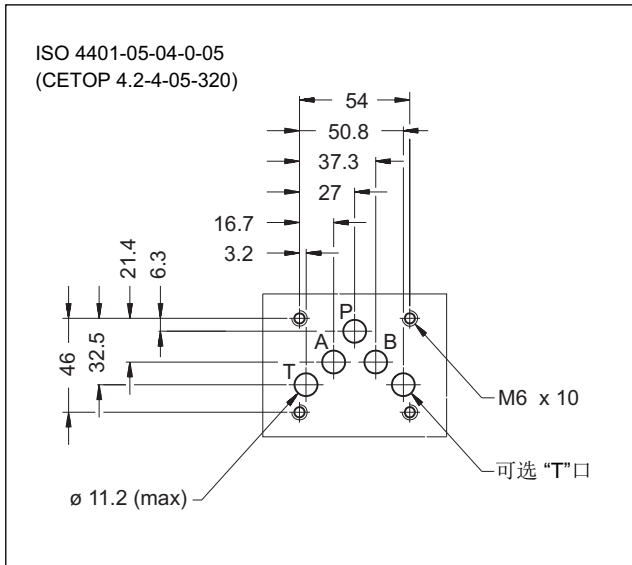 ISO 4401-05-04-0-05
(CETOP 4.2-4-05-320)
54
50.8
37.3
27
16.7
3.2
21.4
6.3
46
32.5
P
A
B
T
M6 x 10
可选 “T”口
ø 11.2 (max)